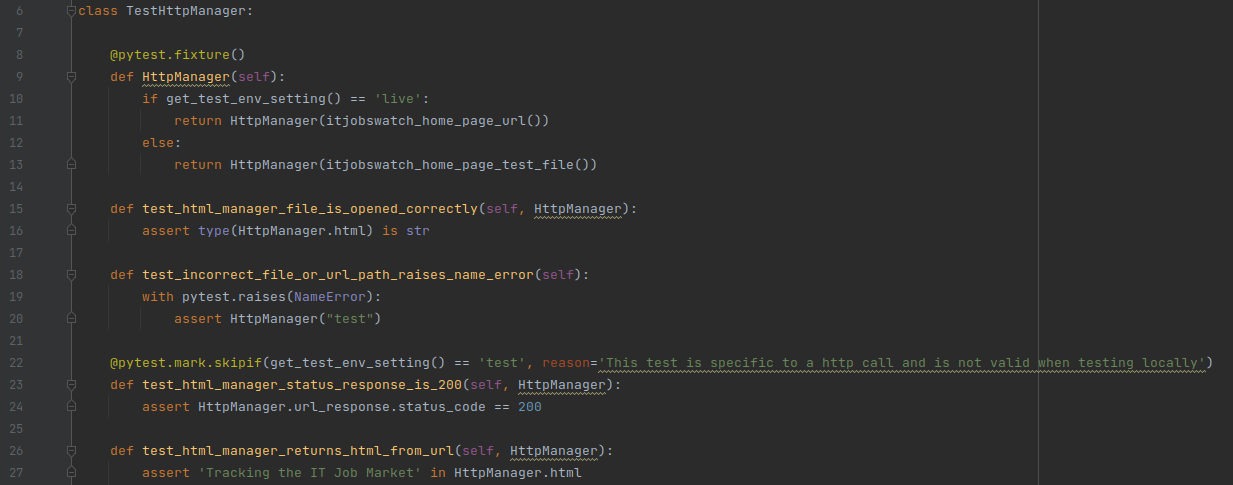 6 class TestHttpManager:
7
8 @pytest.fixture()
9 def HttpManager(self):
10 if get_test_env_setting() == 'live':
11 return HttpManager(itjobswatch_home_page_url())
12 else:
13 return HttpManager(itjobswatch_home_page_test_file())
14
15 def test_html_manager_file_is_opened_correctly(self, HttpManager):
16 assert type(HttpManager.html) is str
17
18 def test_incorrect_file_or_url_path_raises_name_error(self):
19 with pytest.raises(NameError):
20 assert HttpManager("test")
21
22 @pytest.mark.skipif(get_test_env_setting() == 'test', reason='This test is specific to a http call and is not valid when testing locally')
23 def test_html_manager_status_response_is_200(self, HttpManager):
24 assert HttpManager.url_response.status_code == 200
25
26 def test_html_manager_returns_html_from_url(self, HttpManager):
27 assert 'Tracking the IT Job Market' in HttpManager.html